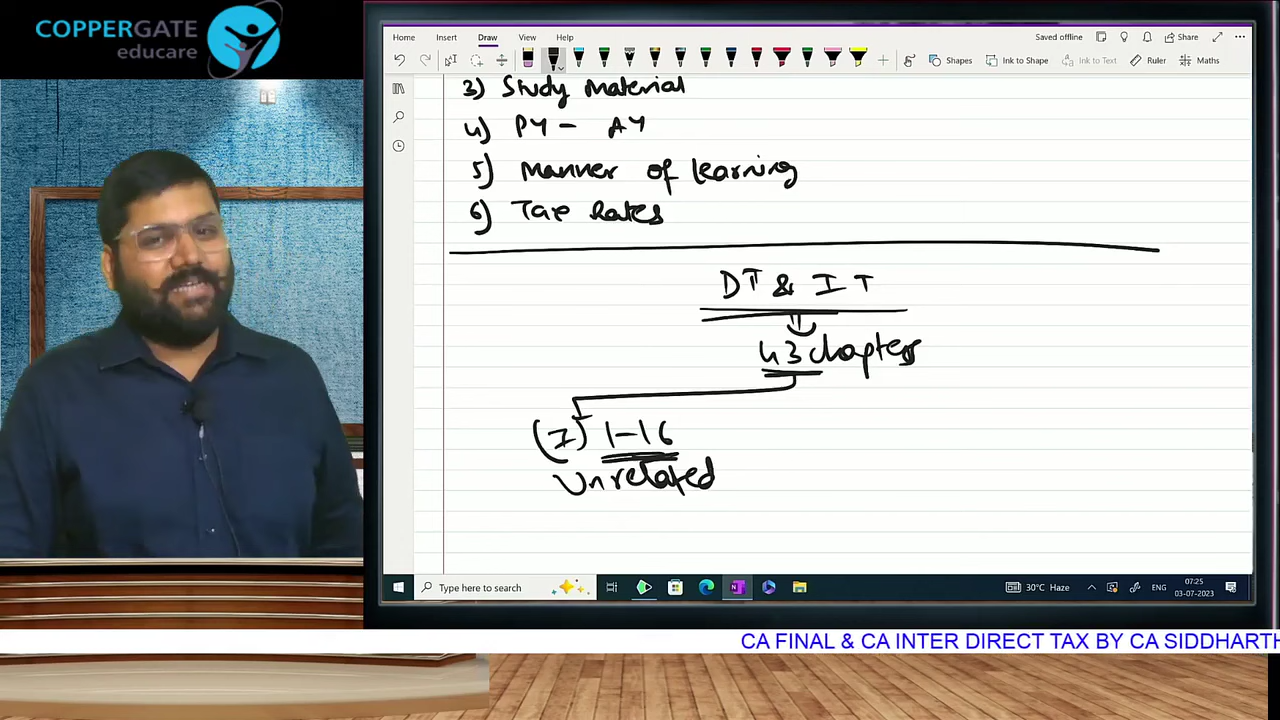 COPPERGATE
educare
Home Insert Draw View Help
Saved offline Share
Shapes Ink to Shape Ink to Text Ruler Maths
3) Study Material
4) PY - AY
5) Manner of learning
6) Tax Rates
DT & IT
43 chapters
(I) 1-16
Unrelated
Type here to search
30°C Haze
ENG
07:25
03-07-2023
CA FINAL & CA INTER DIRECT TAX BY CA SIDDHARTH